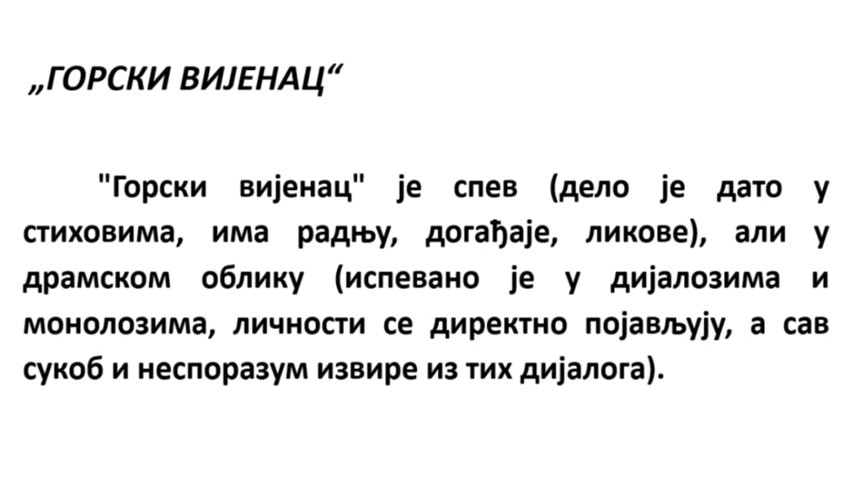 „ГОРСКИ ВИЈЕНАЦ“
"Горски вијенац" је спев (дело је дато у
стиховима, има радњу, догађаје, ликове), али у
драмском облику (испевано је у дијалозима и
монолозима, личности се директно појављују, а сав
сукоб и неспоразум извире из тих дијалога).